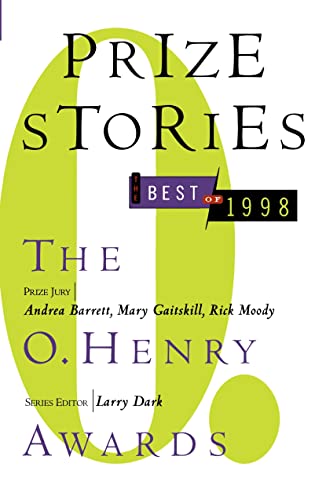 PRIZE
STORIES
THE BEST OF 1998
THE
PRIZE JURY
Andrea Barrett, Mary Gaitskill, Rick Moody
O. HENRY
SERIES EDITOR Larry Dark
AWARDS
O.